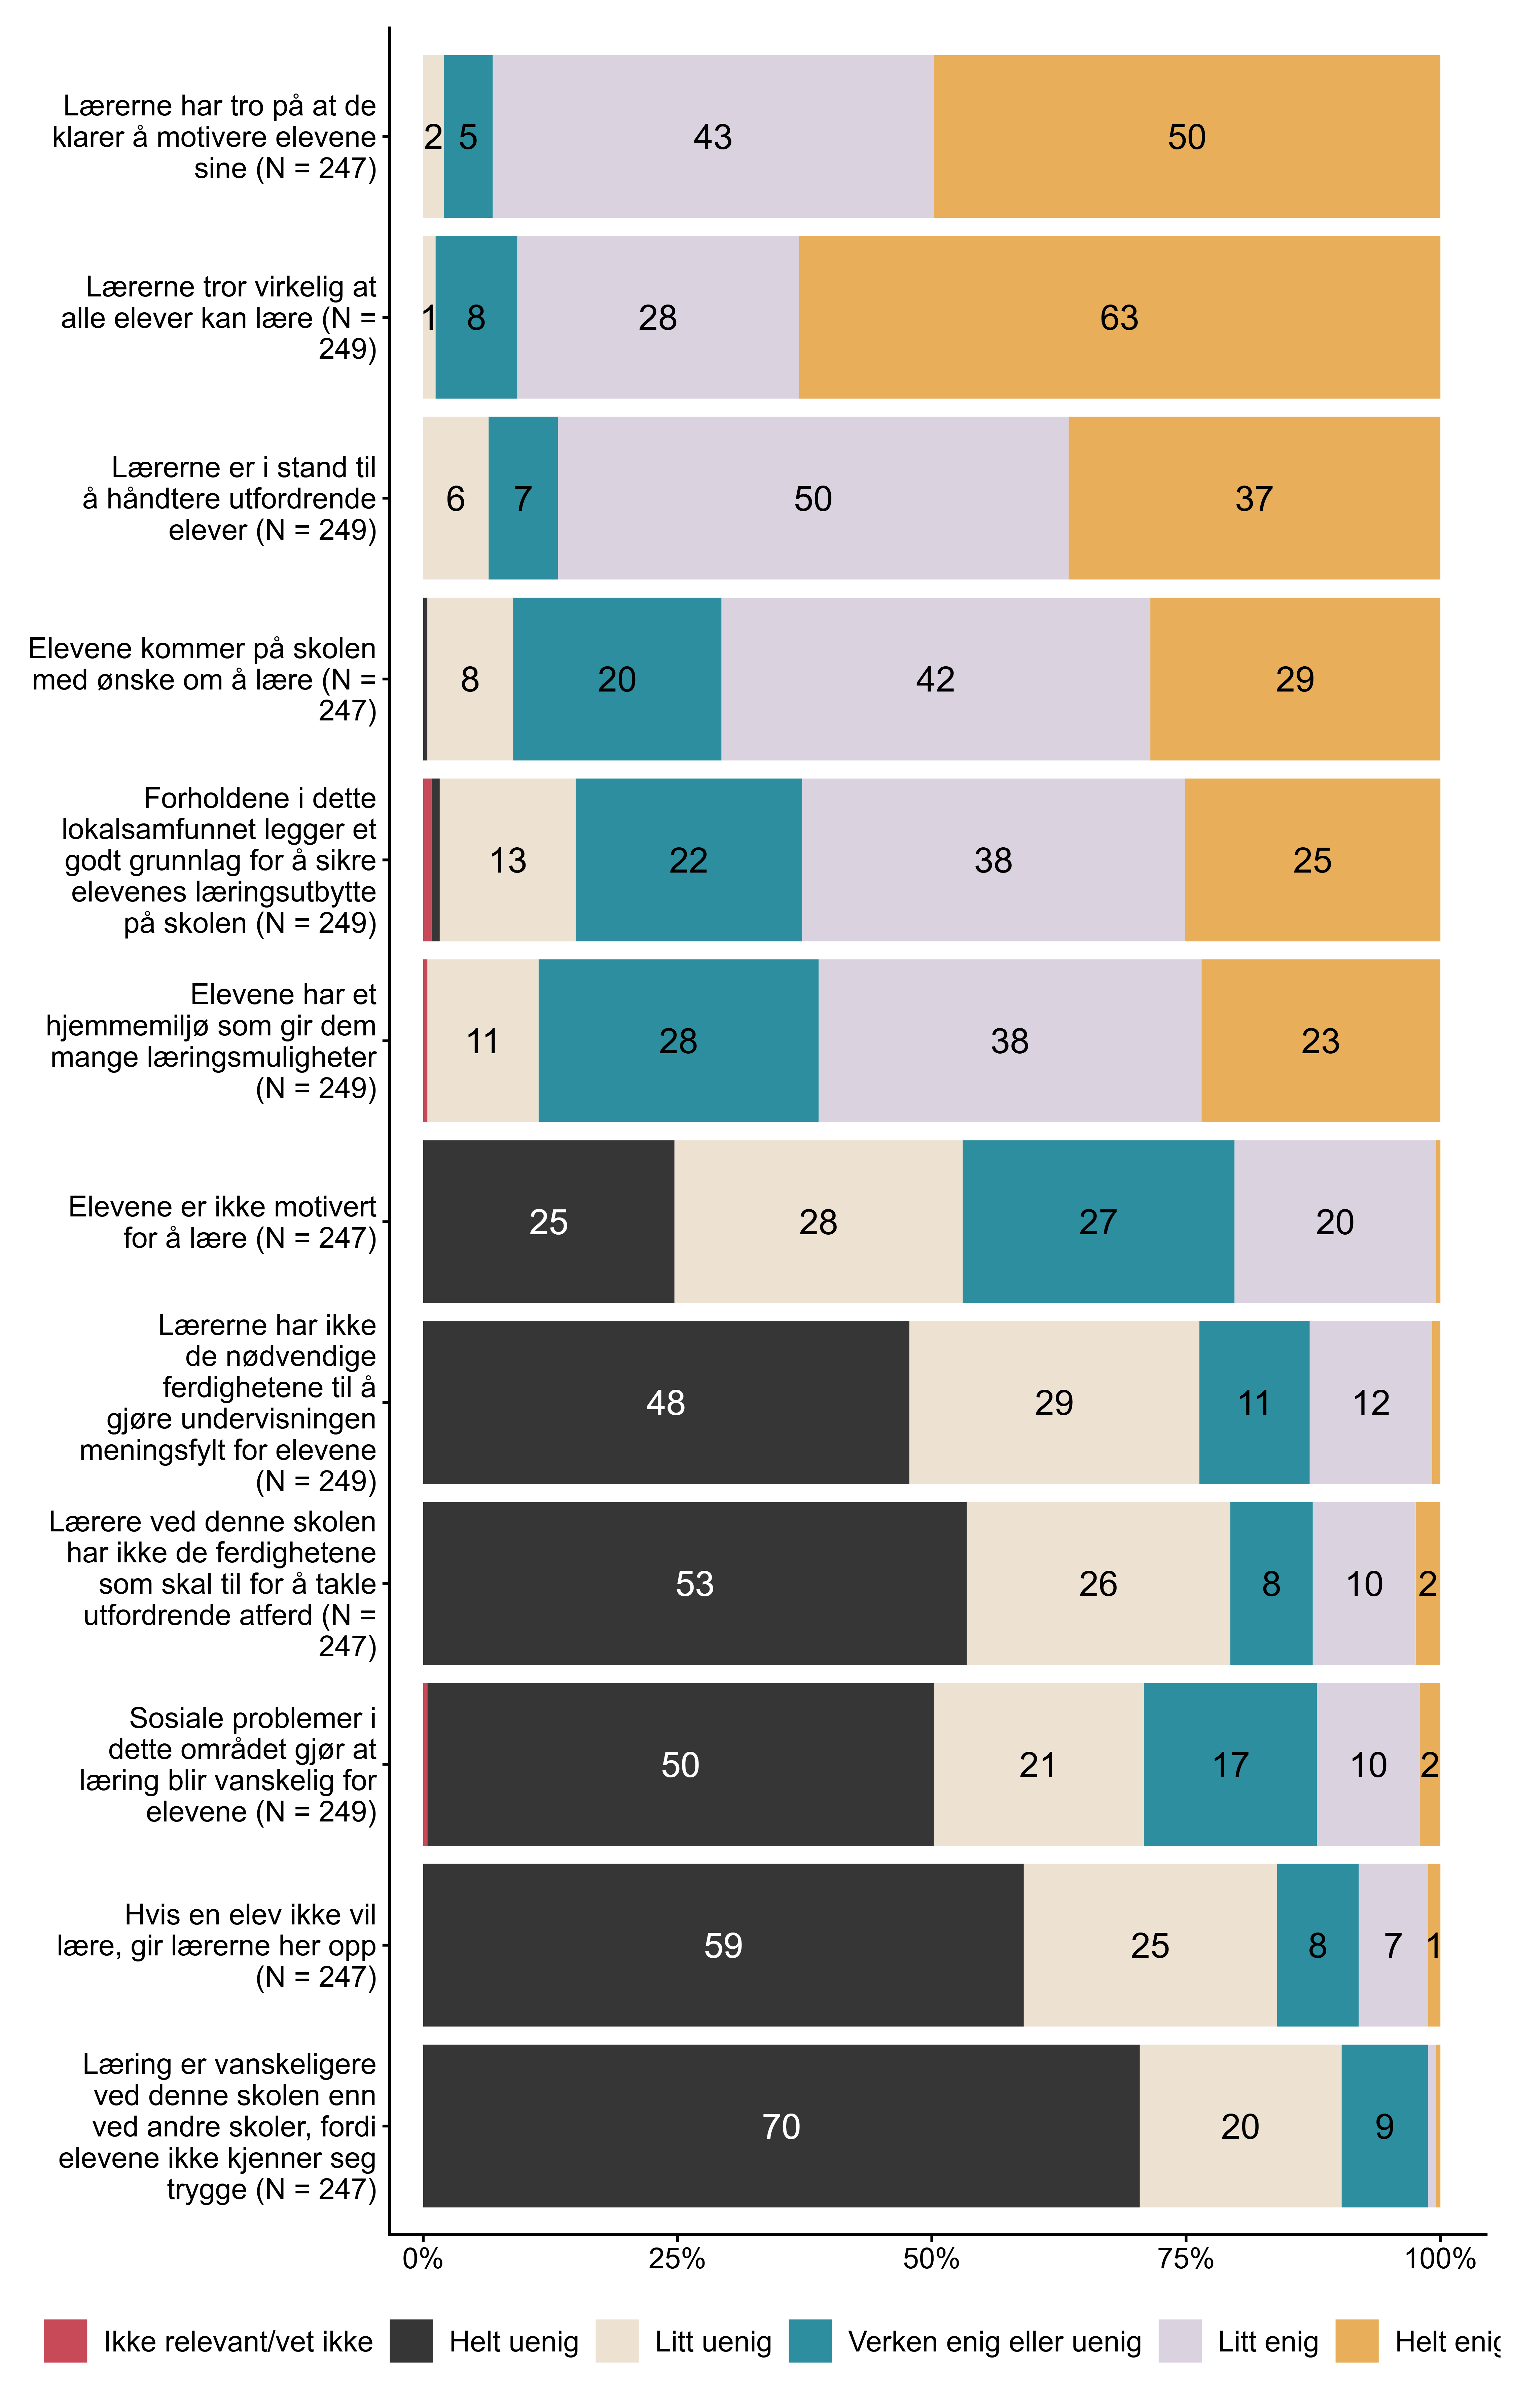 Lærerne har tro på at de
klarer å motivere elevene
sine (N = 247)
2 5 43 50
Lærerne tror virkelig at
alle elever kan lære (N =
249)
1 8 28 63
Lærerne er i stand til
å håndtere utfordrende
elever (N = 249)
6 7 50 37
Elevene kommer på skolen
med ønske om å lære (N =
247)
8 20 42 29
Forholdene i dette
lokalsamfunnet legger et
godt grunnlag for å sikre
elevenes læringsutbytte
på skolen (N = 249)
13 22 38 25
Elevene har et
hjemmemiljø som gir dem
mange læringsmuligheter
(N = 249)
11 28 38 23
Elevene er ikke motivert
for å lære (N = 247)
25 28 27 20
Lærerne har ikke
de nødvendige
ferdighetene til å
gjøre undervisningen
meningsfylt for elevene
(N = 249)
48 29 11 12
Lærere ved denne skolen
har ikke de ferdighetene
som skal til for å takle
utfordrende atferd (N =
247)
53 26 8 10 2
Sosiale problemer i
dette området gjør at
læring blir vanskelig for
elevene (N = 249)
50 21 17 10 2
Hvis en elev ikke vil
lære, gir lærerne her opp
(N = 247)
59 25 8 7 1
Læring er vanskeligere
ved denne skolen enn
ved andre skoler, fordi
elevene ikke kjenner seg
trygge (N = 247)
70 20 9
0% 25% 50% 75% 100%
Ikke relevant/vet ikke Helt uenig Litt uenig Verken enig eller uenig Litt enig Helt enig